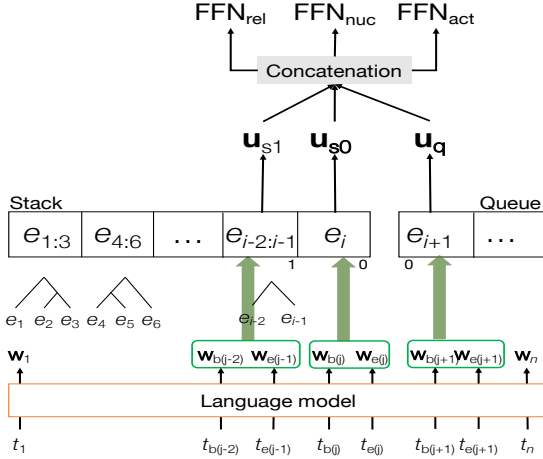 FFN_rel FFN_nuc FFN_act
Concatenation
u_s1 u_s0 u_q
Stack Queue
e_1:3 e_4:6 ... e_i-2:i-1 e_i e_i+1 ...
1 0 0
e_1 e_2 e_3 e_4 e_5 e_6 e_i-2 e_i-1
w_1 w_b(j-2) w_e(j-1) w_b(j) w_e(j) w_b(j+1) w_e(j+1) w_n
Language model
t_1 t_b(j-2) t_e(j-1) t_b(j) t_e(j) t_b(j+1) t_e(j+1) t_n